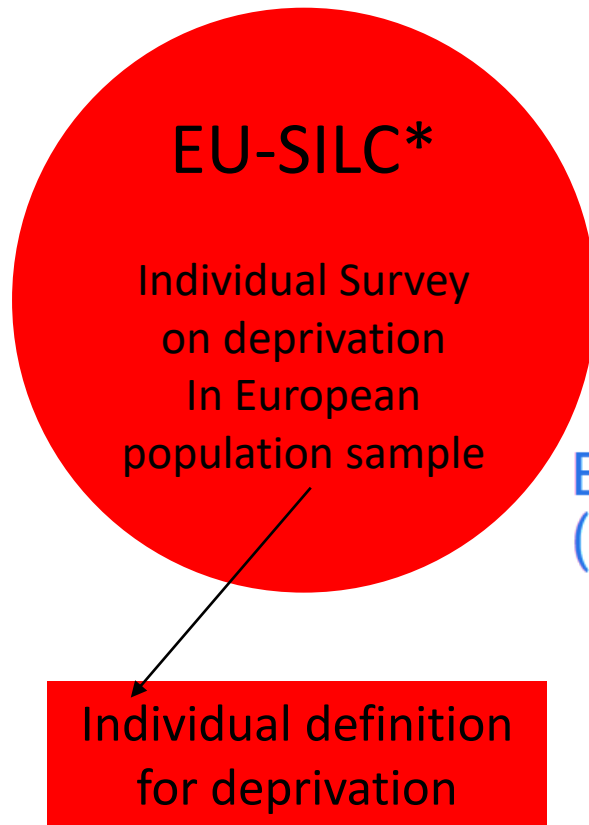 EU-SILC*
Individual Survey
on deprivation
In European
population sample
(
Individual definition
for deprivation